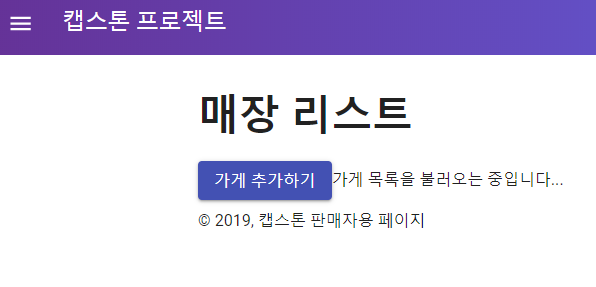 캡스톤 프로젝트
매장 리스트
가게 추가하기 가게 목록을 불러오는 중입니다...
© 2019, 캡스톤 판매자용 페이지